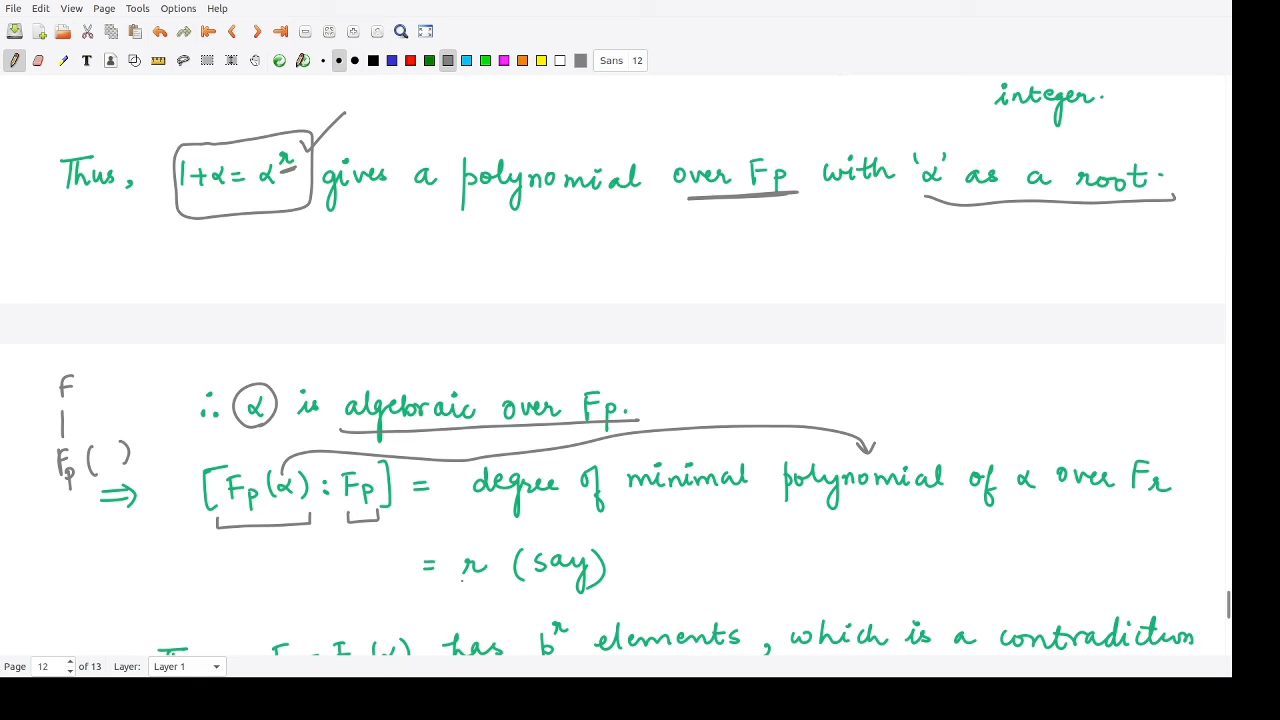 File Edit View Page Tools Options Help
Sans 12
integer.
Thus, 1+α = α^r gives a polynomial over Fp with 'α' as a root.
F
∴ α is algebraic over Fp.
Fp ( )
⇒ [Fp(α) : Fp] = degree of minimal polynomial of α over Fr
= r (say)
has p^r elements, which is a contradiction
Page 12 of 13 Layer: Layer 1